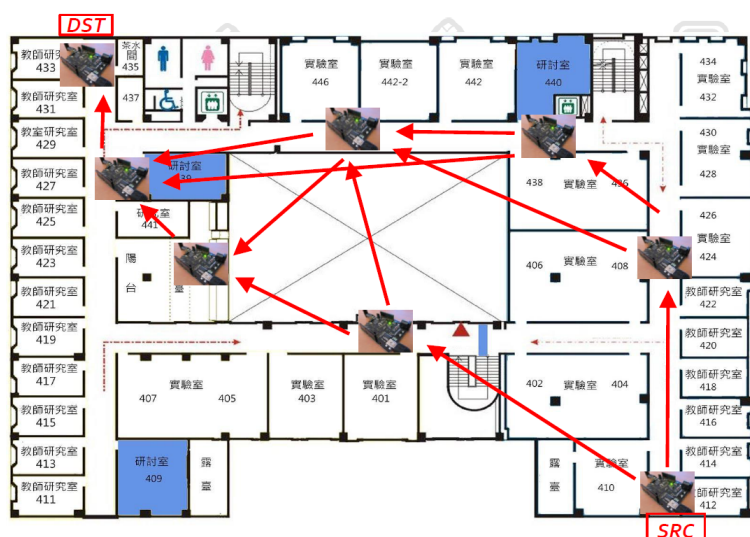 DST
教師研究室
433
茶水
間
435
教師研究室
431
437
教室研究室
429
教師研究室
427
教師研究室
425
教師研究室
423
教師研究室
421
教師研究室
419
教師研究室
417
教師研究室
415
教師研究室
413
教師研究室
411
實驗室
446
實驗室
442-2
實驗室
442
研討室
440
434
實驗室
432
430
實驗室
428
426
實驗室
424
研討室
439
研究室
441
陽
台
臺
438 實驗室 436
406 實驗室 408
教師研究室
422
教師研究室
420
教師研究室
418
教師研究室
416
教師研究室
414
教師研究室
412
實驗室
407 405
實驗室
403
實驗室
401
402 實驗室 404
研討室
409
露
臺
露
臺
實驗室
410
SRC